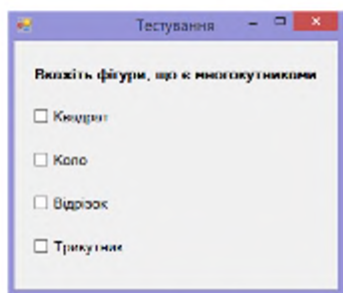 Тестування
Вкажіть фігури, що є многокутниками
Квадрат
Коло
Відрізок
Трикутник